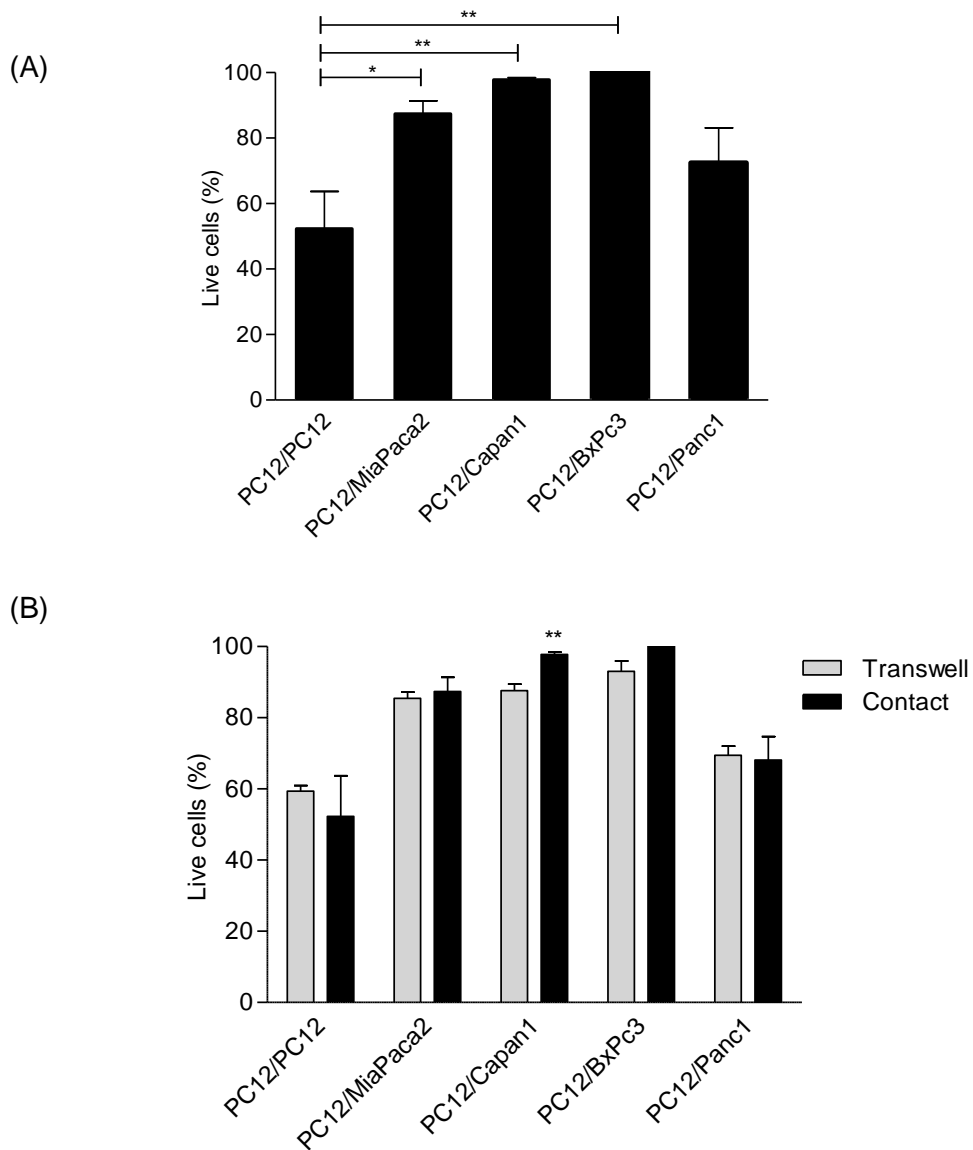 (A)
**
**
*
100
80
60
40
20
0
Live cells (%)
PC12/PC12
PC12/MiaPaca2
PC12/Capan1
PC12/BxPc3
PC12/Panc1
(B)
**
100
80
60
40
20
0
Live cells (%)
Transwell
Contact
PC12/PC12
PC12/MiaPaca2
PC12/Capan1
PC12/BxPc3
PC12/Panc1